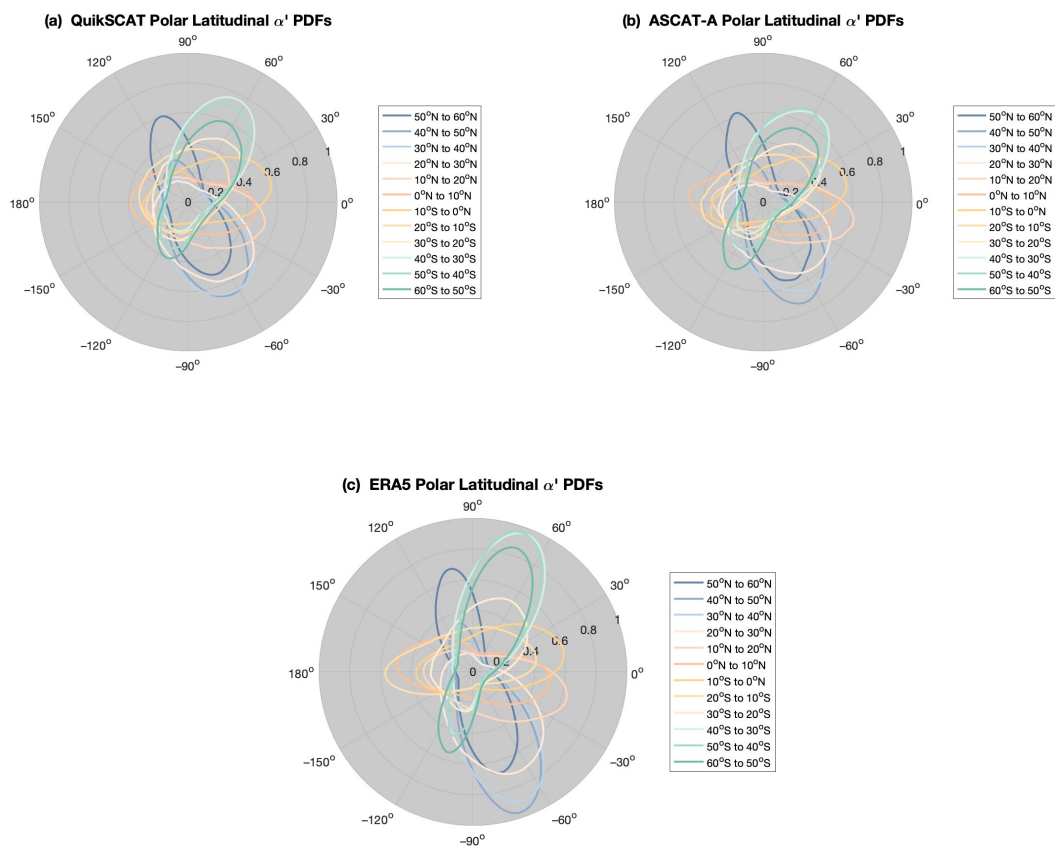 (a) QuikSCAT Polar Latitudinal α' PDFs
90°
120°
60°
150°
30°
1
0.8
0.6
0.4
0.2
0
180°
0°
−150°
−30°
−120°
−60°
−90°
50°N to 60°N
40°N to 50°N
30°N to 40°N
20°N to 30°N
10°N to 20°N
0°N to 10°N
10°S to 0°N
20°S to 10°S
30°S to 20°S
40°S to 30°S
50°S to 40°S
60°S to 50°S
(b) ASCAT-A Polar Latitudinal α' PDFs
90°
120°
60°
150°
30°
1
0.8
0.6
0.4
0.2
0
180°
0°
−150°
−30°
−120°
−60°
−90°
50°N to 60°N
40°N to 50°N
30°N to 40°N
20°N to 30°N
10°N to 20°N
0°N to 10°N
10°S to 0°N
20°S to 10°S
30°S to 20°S
40°S to 30°S
50°S to 40°S
60°S to 50°S
(c) ERA5 Polar Latitudinal α' PDFs
90°
120°
60°
150°
30°
1
0.8
0.6
0.4
0.2
0
180°
0°
−150°
−30°
−120°
−60°
−90°
50°N to 60°N
40°N to 50°N
30°N to 40°N
20°N to 30°N
10°N to 20°N
0°N to 10°N
10°S to 0°N
20°S to 10°S
30°S to 20°S
40°S to 30°S
50°S to 40°S
60°S to 50°S